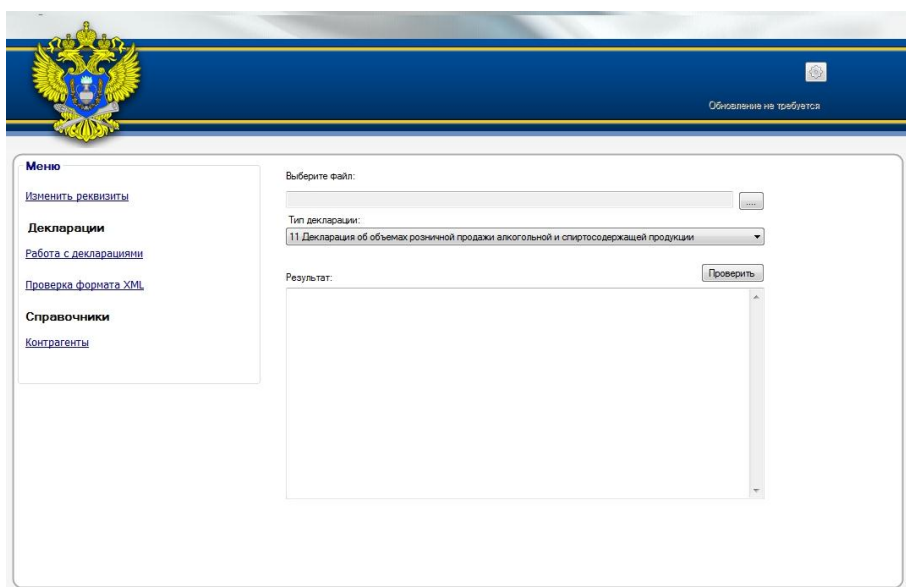 Обновление не требуется
Меню
Изменить реквизиты
Декларации
Работа с декларациями
Проверка формата XML
Справочники
Контрагенты
Выберите файл:
....
Тип декларации:
11 Декларация об объемах розничной продажи алкогольной и спиртосодержащей продукции
Результат:
Проверить